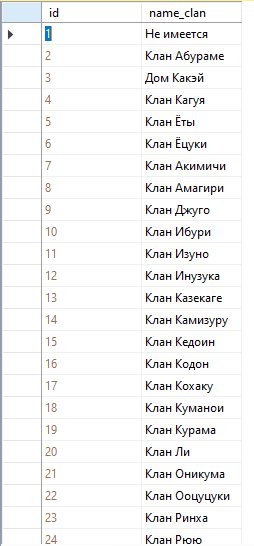 id name_clan
1 Не имеется
2 Клан Абураме
3 Дом Какэй
4 Клан Кагуя
5 Клан Ёты
6 Клан Ёцуки
7 Клан Акимичи
8 Клан Амагири
9 Клан Джуго
10 Клан Ибури
11 Клан Изуно
12 Клан Инузука
13 Клан Казекаге
14 Клан Камизуру
15 Клан Кедоин
16 Клан Кодон
17 Клан Кохаку
18 Клан Куманои
19 Клан Курама
20 Клан Ли
21 Клан Оникума
22 Клан Ооцуцуки
23 Клан Ринха
24 Клан Рюю